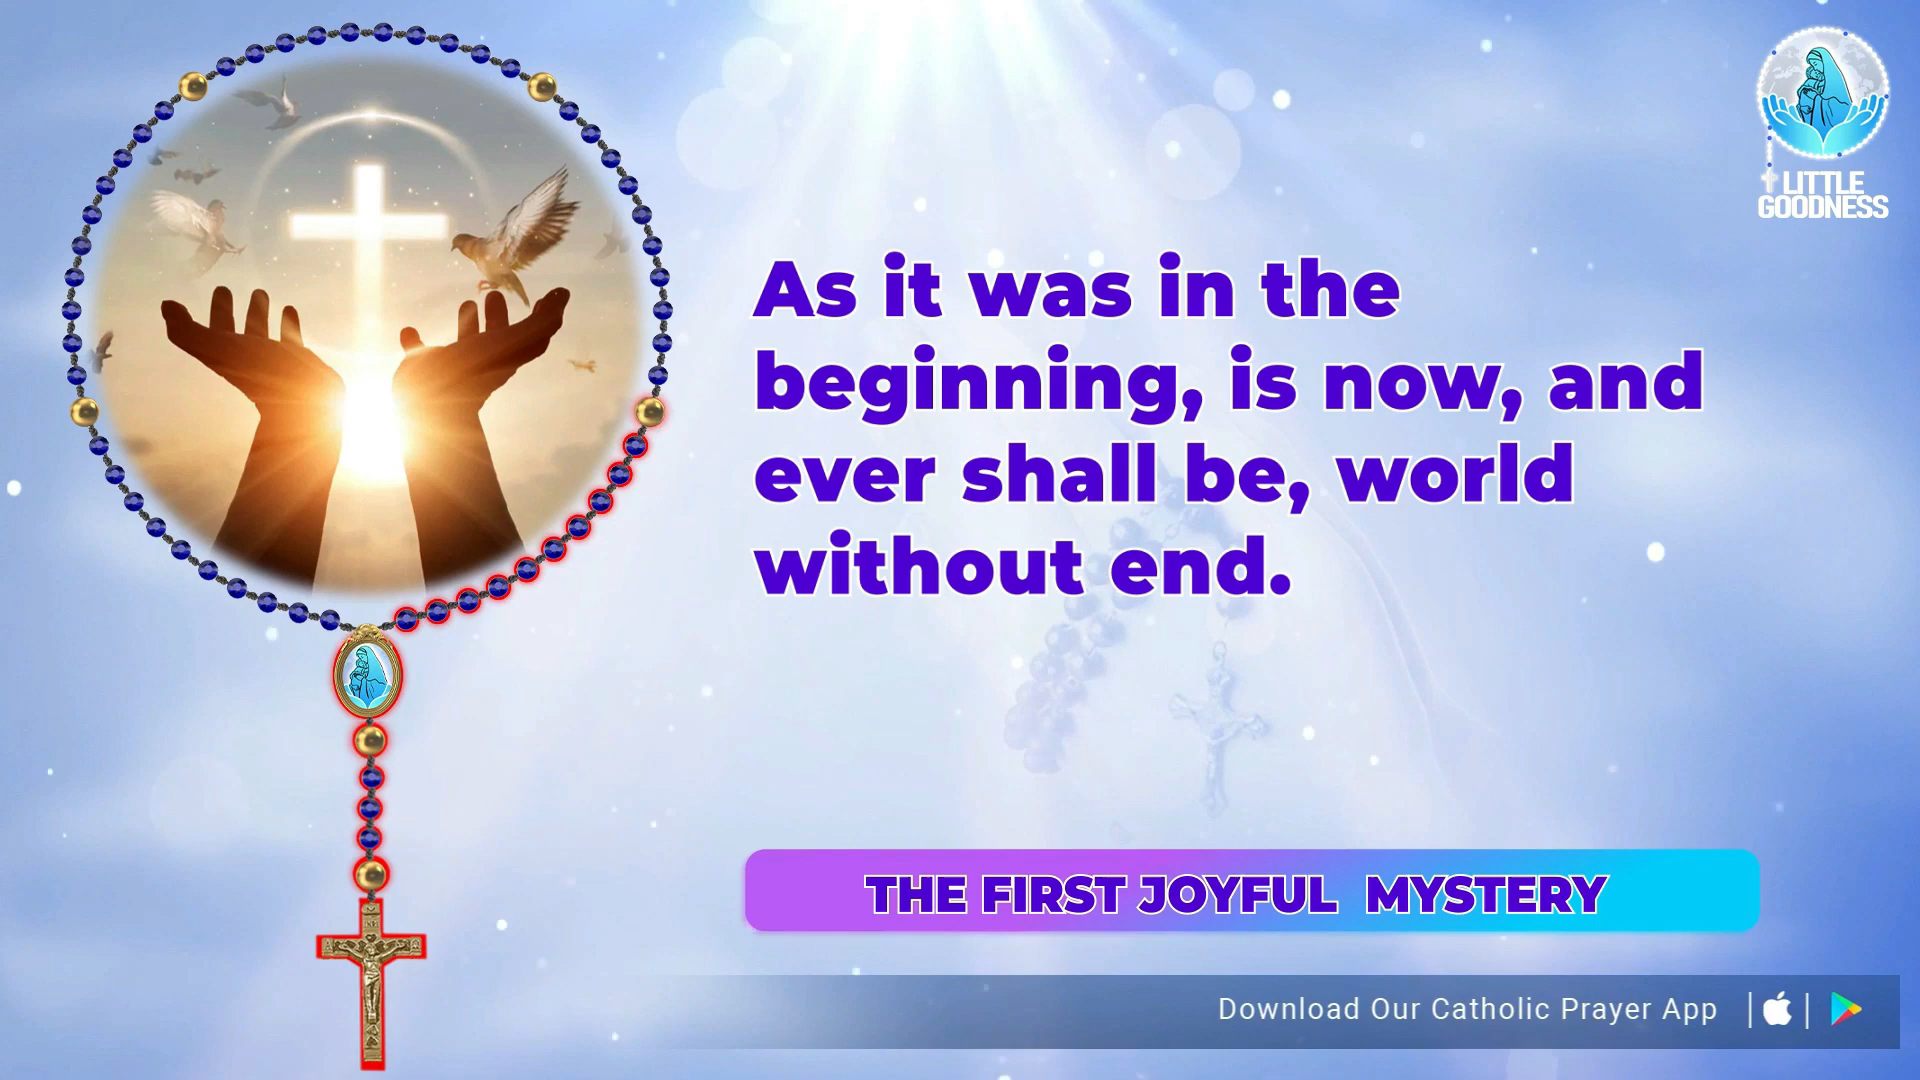 LITTLE
GOODNESS
As it was in the
beginning, is now, and
ever shall be, world
without end.
THE FIRST JOYFUL MYSTERY
Download Our Catholic Prayer App